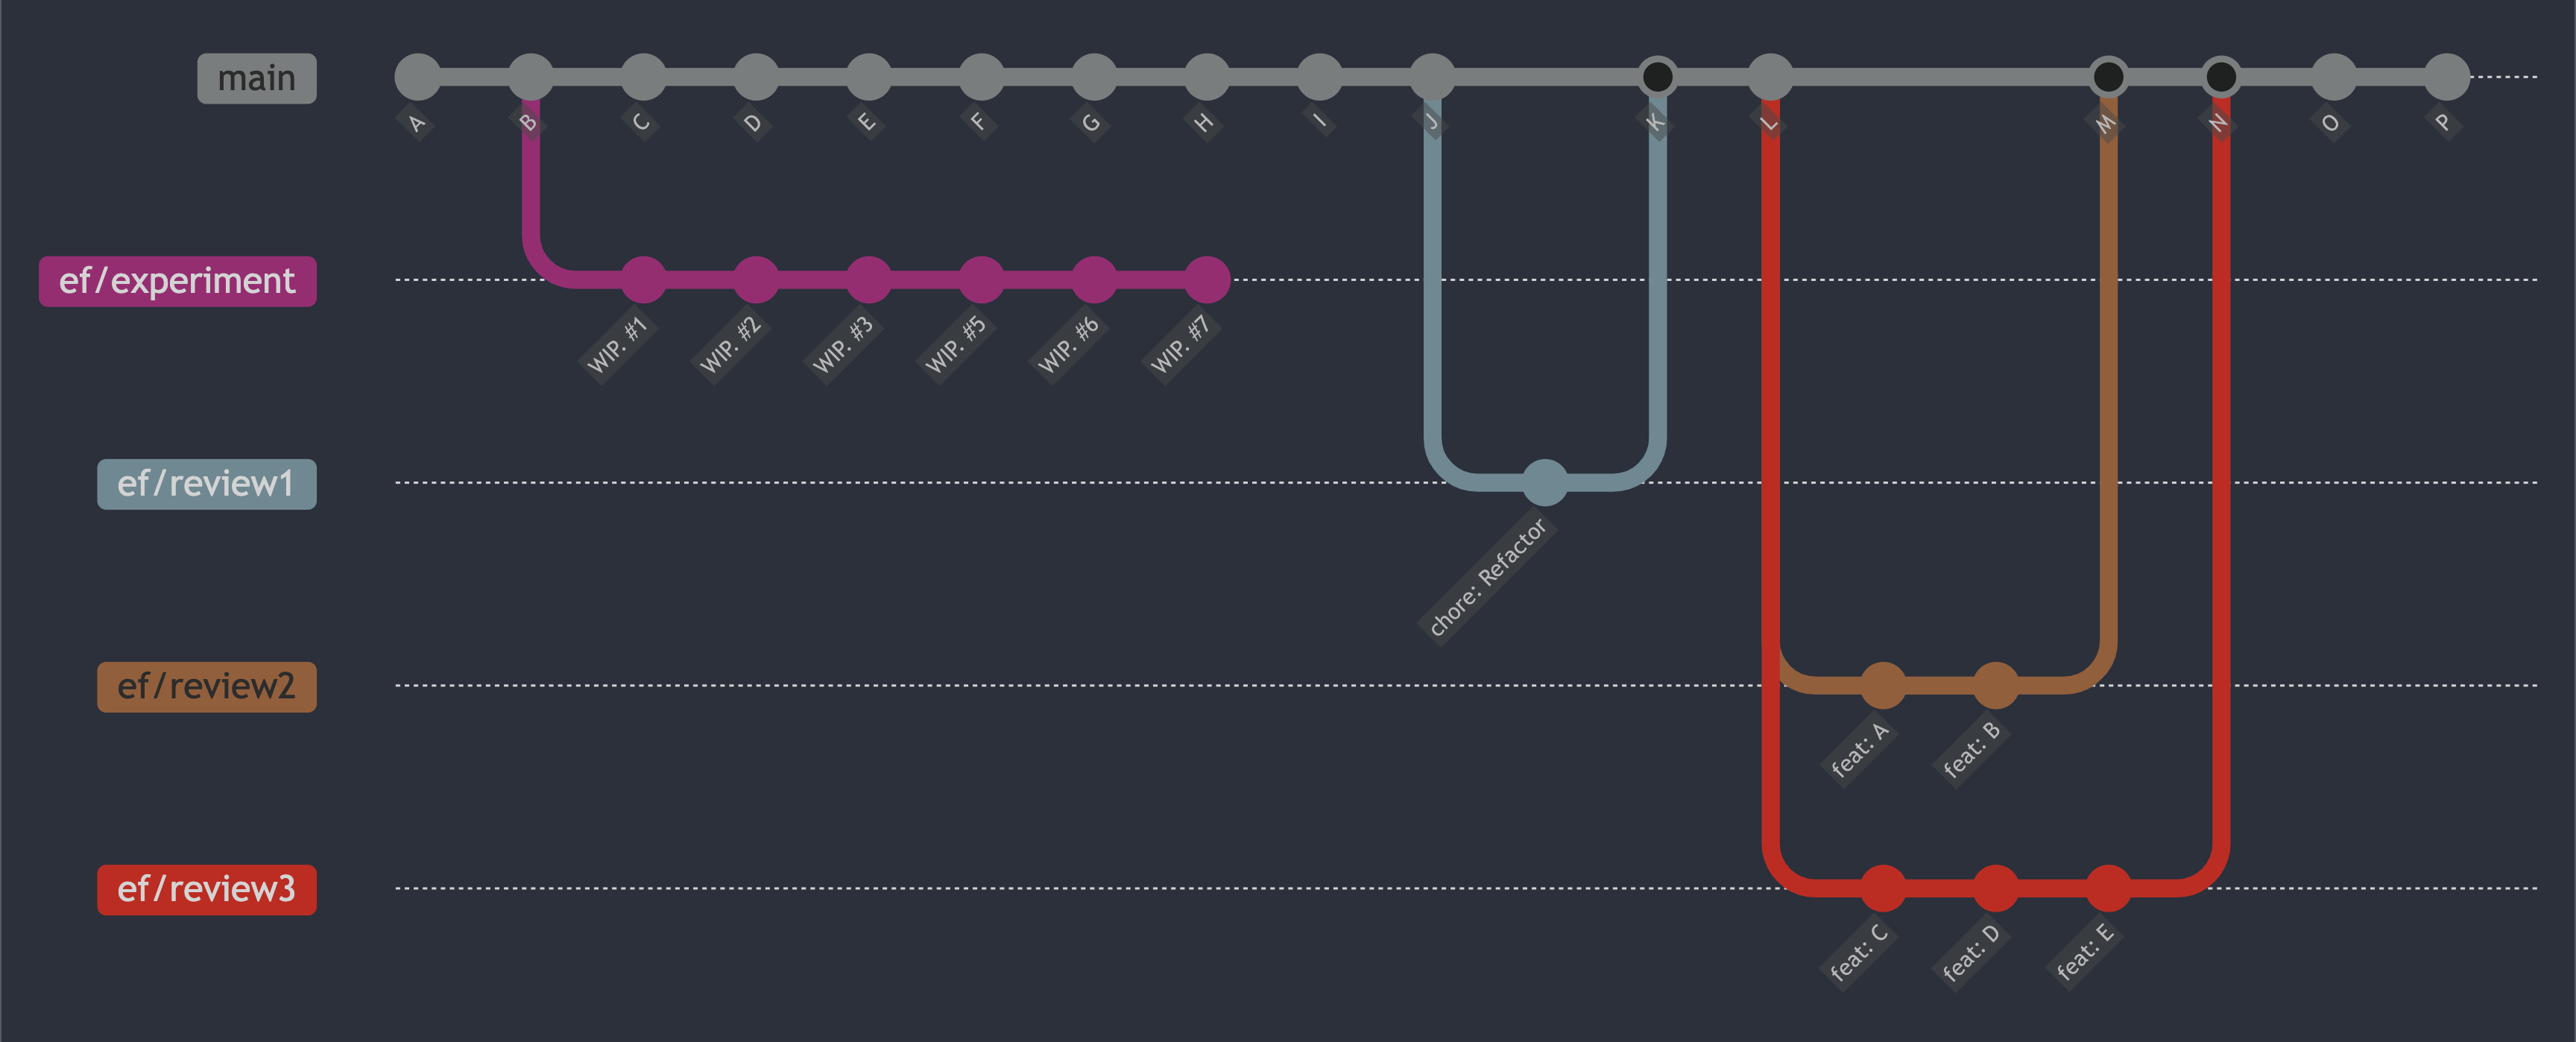 main
A
B
C
D
E
F
G
H
I
J
K
L
M
N
O
P
ef/experiment
WIP. #1
WIP. #2
WIP. #3
WIP. #5
WIP. #6
WIP. #7
ef/review1
chore: Refactor
ef/review2
feat: A
feat: B
ef/review3
feat: C
feat: D
feat: E